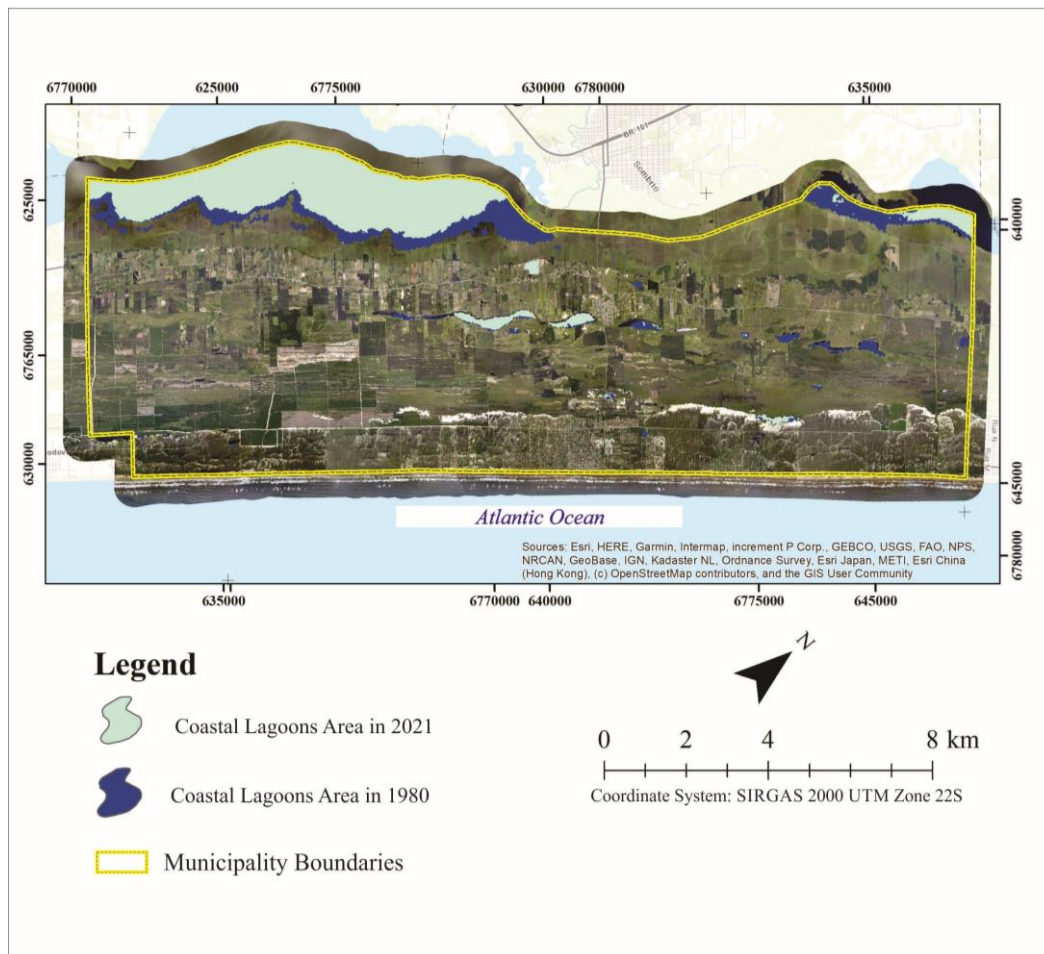 6770000 625000 6775000 630000 6780000 635000
BR-101
Sombrio
625000
640000
6765000
630000
645000
6780000
Atlantic Ocean
Sources: Esri, HERE, Garmin, Intermap, increment P Corp., GEBCO, USGS, FAO, NPS,
NRCAN, GeoBase, IGN, Kadaster NL, Ordnance Survey, Esri Japan, METI, Esri China
(Hong Kong), (c) OpenStreetMap contributors, and the GIS User Community
635000 6770000 640000 6775000 645000
Legend
Coastal Lagoons Area in 2021
Coastal Lagoons Area in 1980
Municipality Boundaries
N
0 2 4 8 km
Coordinate System: SIRGAS 2000 UTM Zone 22S